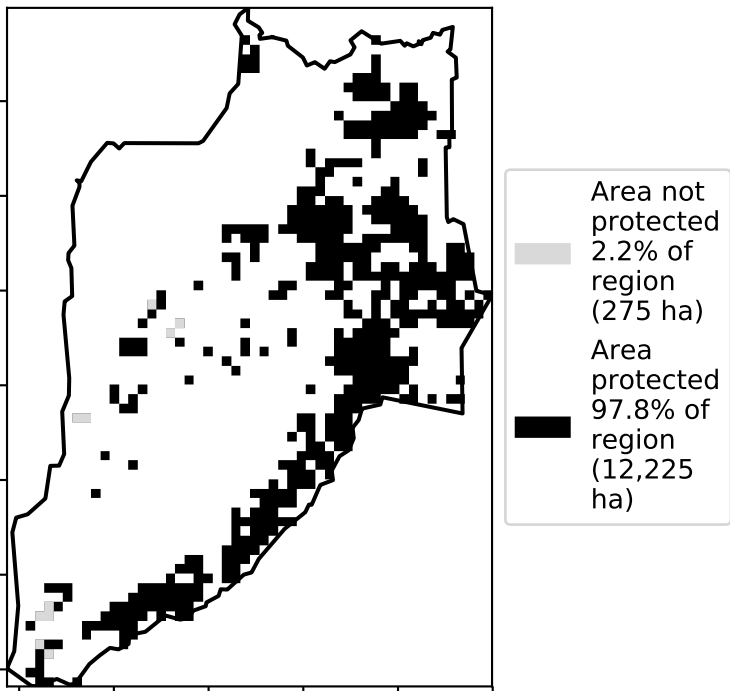 Area not
protected
2.2% of
region
(275 ha)
Area
protected
97.8% of
region
(12,225
ha)